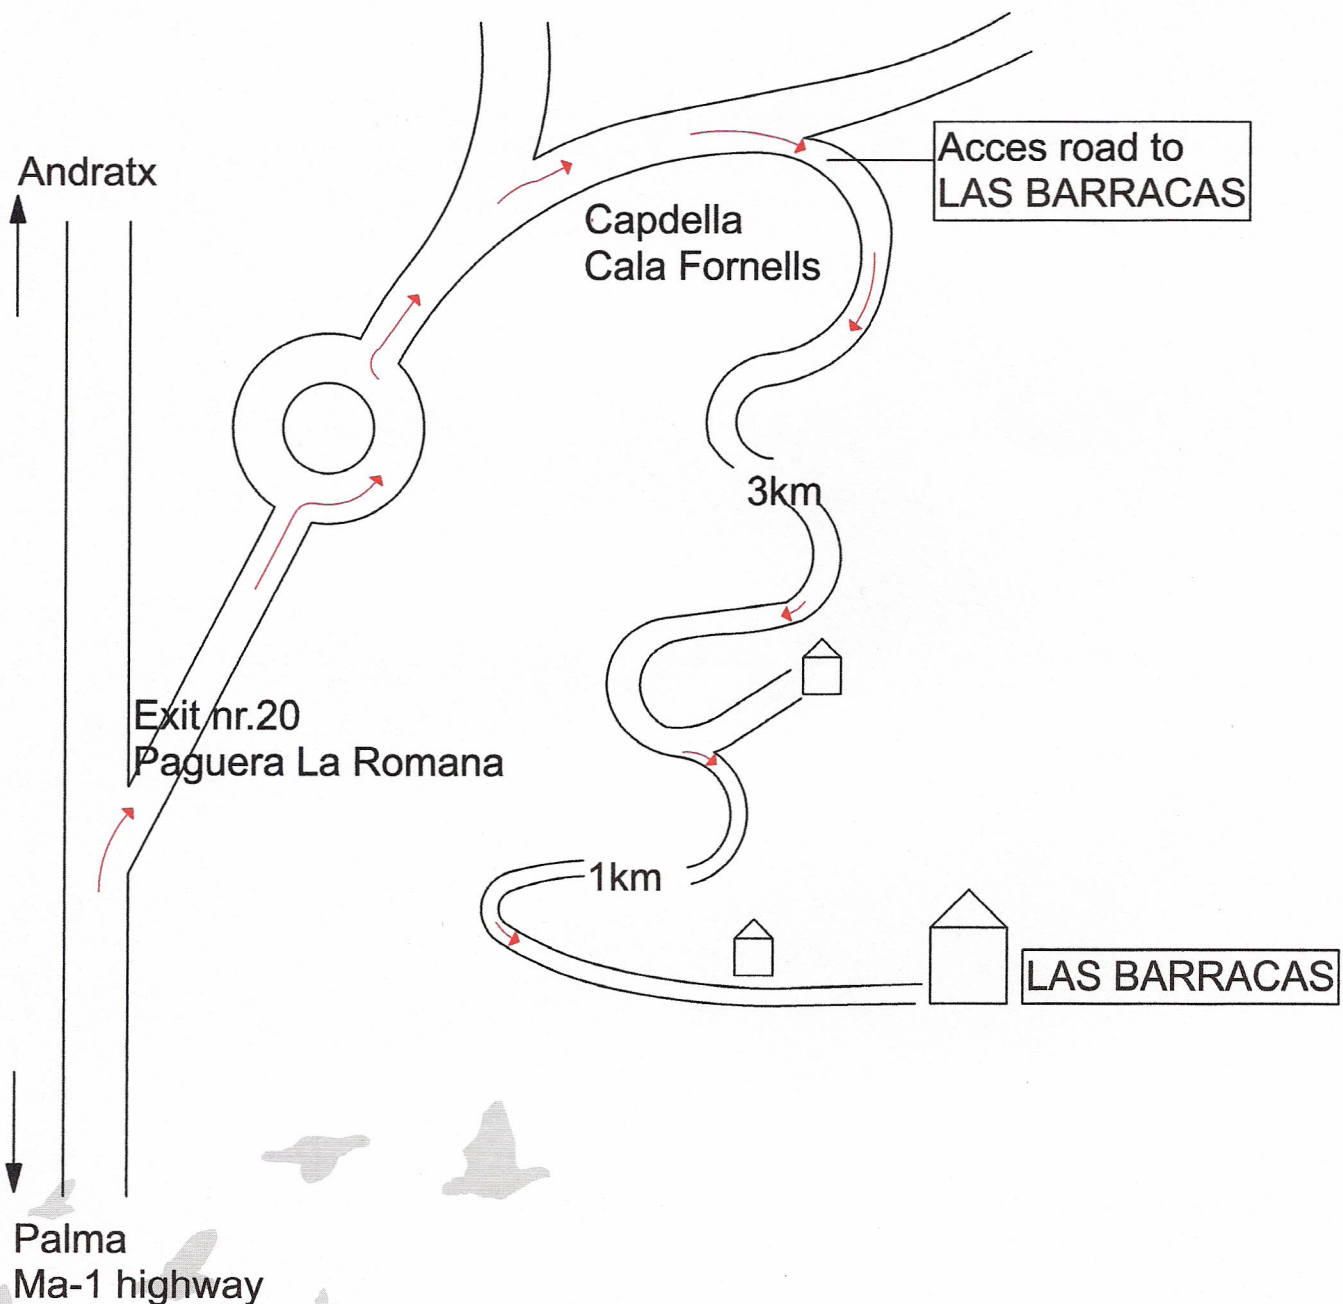 Andratx
Acces road to
LAS BARRACAS
Capdella
Cala Fornells
3km
Exit nr.20
Paguera La Romana
1km
LAS BARRACAS
Palma
Ma-1 highway